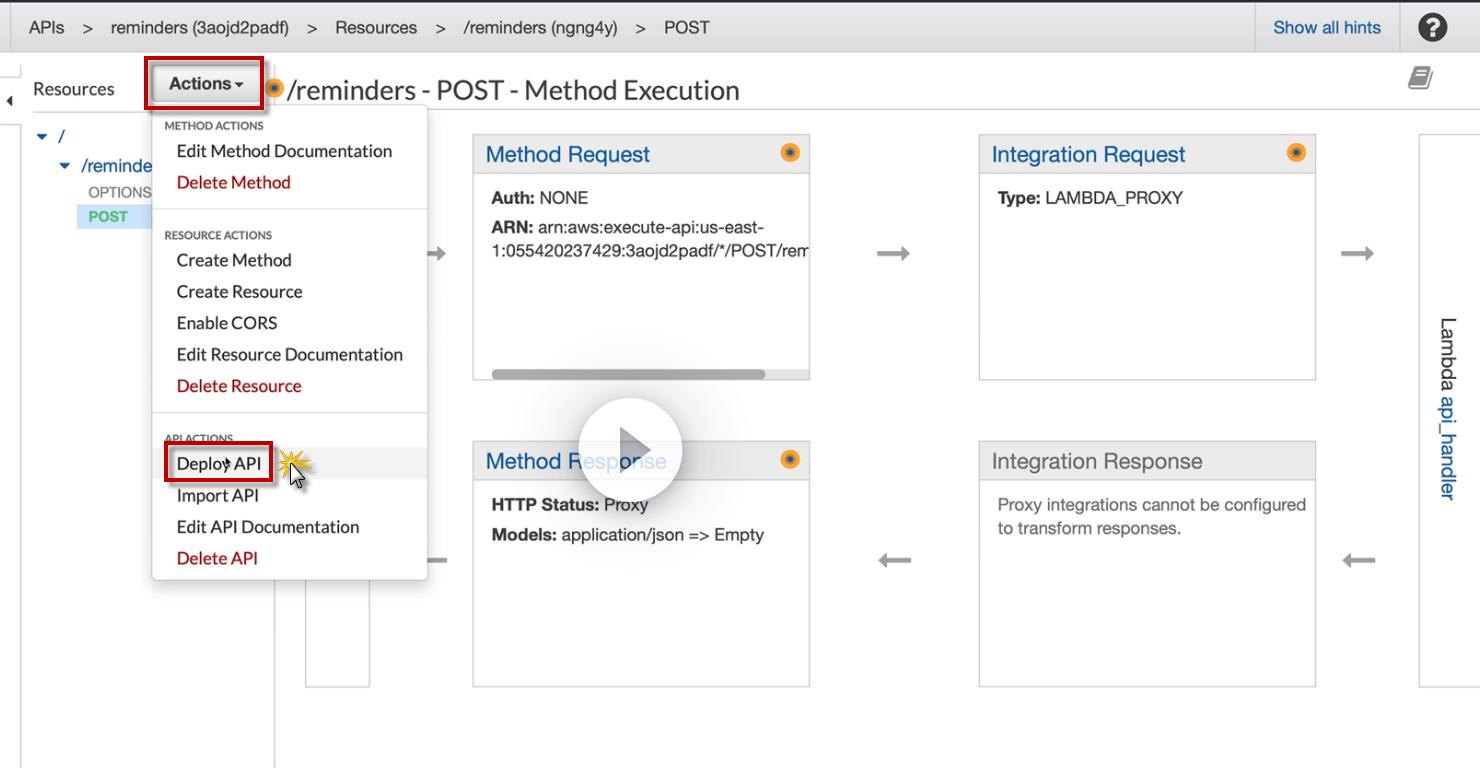 APIs > reminders (3aojd2padf) > Resources > /reminders (ngng4y) > POST
Show all hints
?
Resources
Actions
/reminders - POST - Method Execution
/
/reminde
OPTIONS
POST
METHOD ACTIONS
Edit Method Documentation
Delete Method
RESOURCE ACTIONS
Create Method
Create Resource
Enable CORS
Edit Resource Documentation
Delete Resource
API ACTIONS
Deploy API
Import API
Edit API Documentation
Delete API
Method Request
Auth: NONE
ARN: arn:aws:execute-api:us-east-
1:055420237429:3aojd2padf/*/POST/rem
Integration Request
Type: LAMBDA_PROXY
Method Response
HTTP Status: Proxy
Models: application/json => Empty
Integration Response
Proxy integrations cannot be configured
to transform responses.
Lambda api_handler